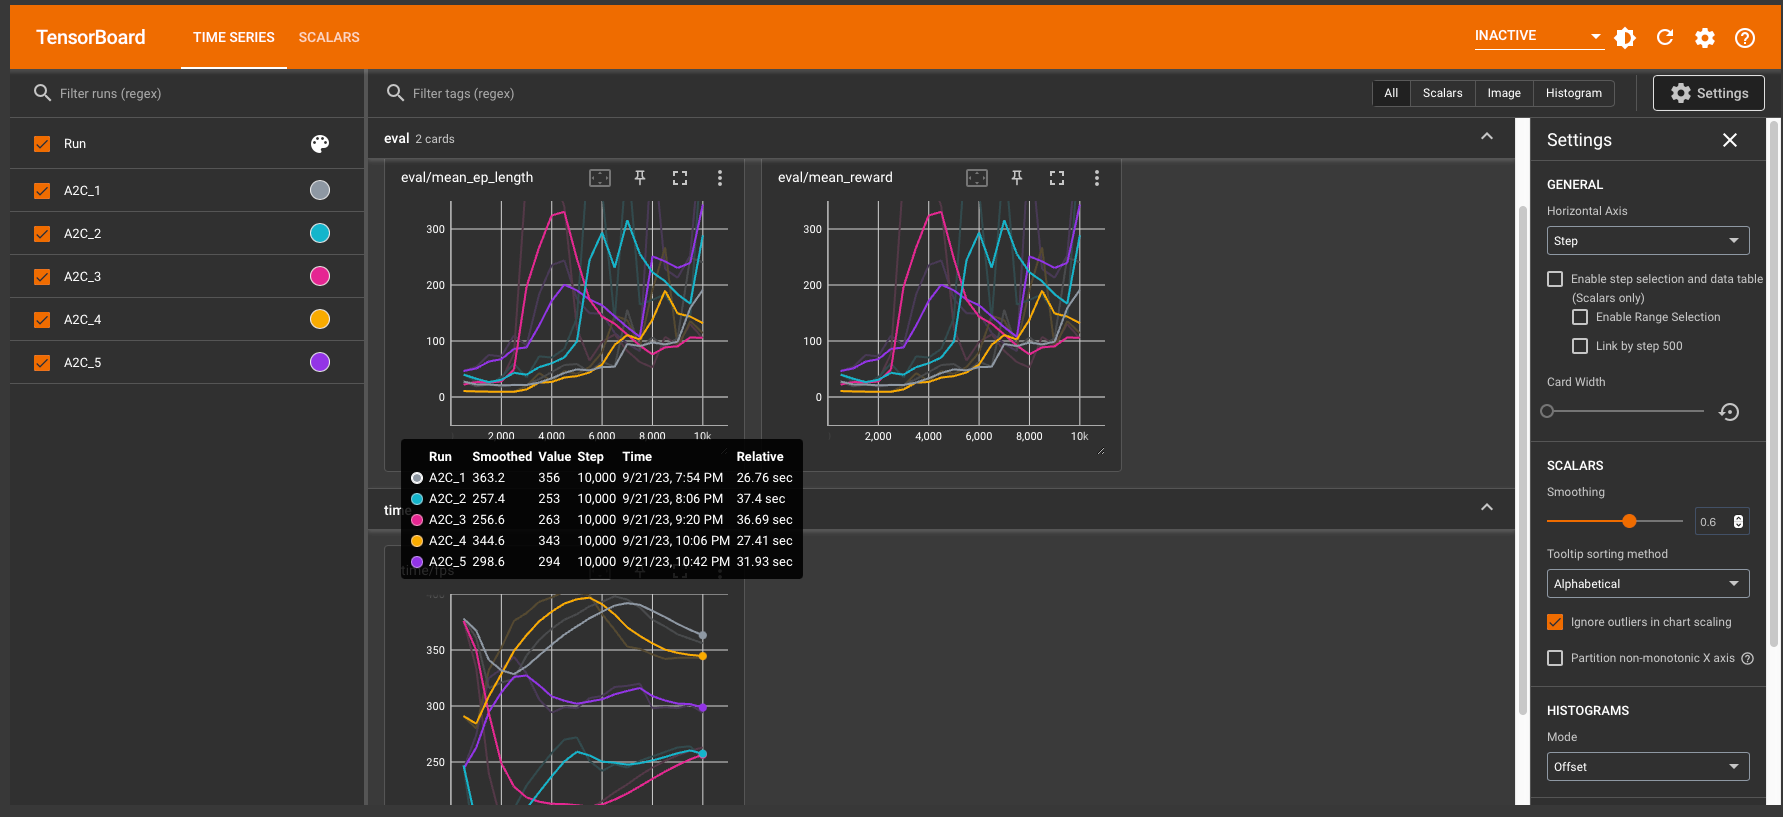 TensorBoard TIME SERIES SCALARS INACTIVE
Filter runs (regex)
Run
A2C_1
A2C_2
A2C_3
A2C_4
A2C_5
Filter tags (regex) All Scalars Image Histogram Settings
eval 2 cards
eval/mean_ep_length
300
200
100
0
2,000 4,000 6,000 8,000 10k
eval/mean_reward
300
200
100
0
2,000 4,000 6,000 8,000 10k
Run Smoothed Value Step Time Relative
A2C_1 363.2 356 10,000 9/21/23, 7:54 PM 26.76 sec
A2C_2 257.4 253 10,000 9/21/23, 8:06 PM 37.4 sec
A2C_3 256.6 263 10,000 9/21/23, 9:20 PM 36.69 sec
A2C_4 344.6 343 10,000 9/21/23, 10:06 PM 27.41 sec
A2C_5 298.6 294 10,000 9/21/23, 10:42 PM 31.93 sec
time
time/fps
400
350
300
250
Settings
GENERAL
Horizontal Axis
Step
Enable step selection and data table
(Scalars only)
Enable Range Selection
Link by step 500
Card Width
SCALARS
Smoothing
0.6
Tooltip sorting method
Alphabetical
Ignore outliers in chart scaling
Partition non-monotonic X axis
HISTOGRAMS
Mode
Offset